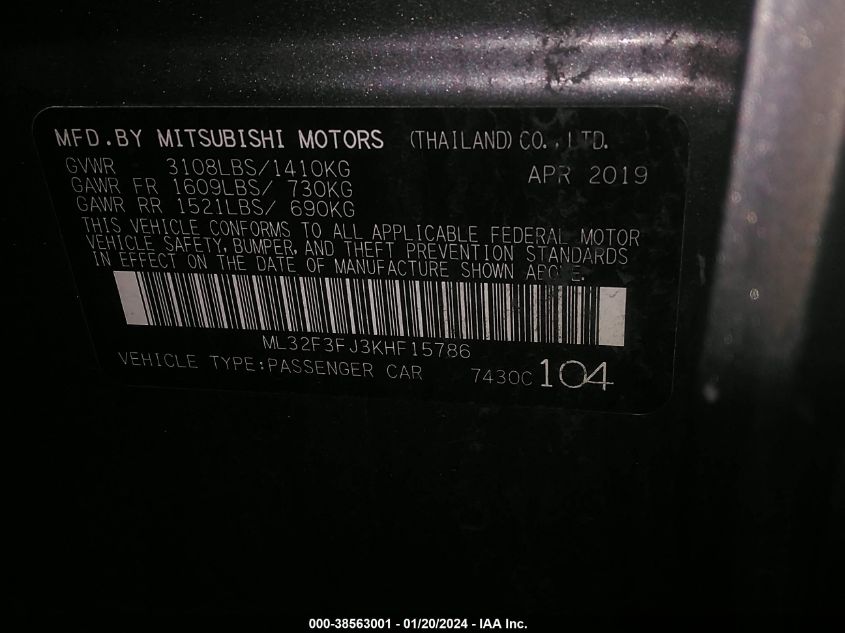 MFD.BY MITSUBISHI MOTORS (THAILAND) CO., LTD.
GVWR 3108LBS/1410KG APR 2019
GAWR FR 1609LBS/ 730KG
GAWR RR 1521LBS/ 690KG
THIS VEHICLE CONFORMS TO ALL APPLICABLE FEDERAL MOTOR
VEHICLE SAFETY, BUMPER, AND THEFT PREVENTION STANDARDS
IN EFFECT ON THE DATE OF MANUFACTURE SHOWN ABOVE.
ML32F3FJ3KHF15786
VEHICLE TYPE:PASSENGER CAR 7430C 104
000-38563001 - 01/20/2024 - IAA Inc.